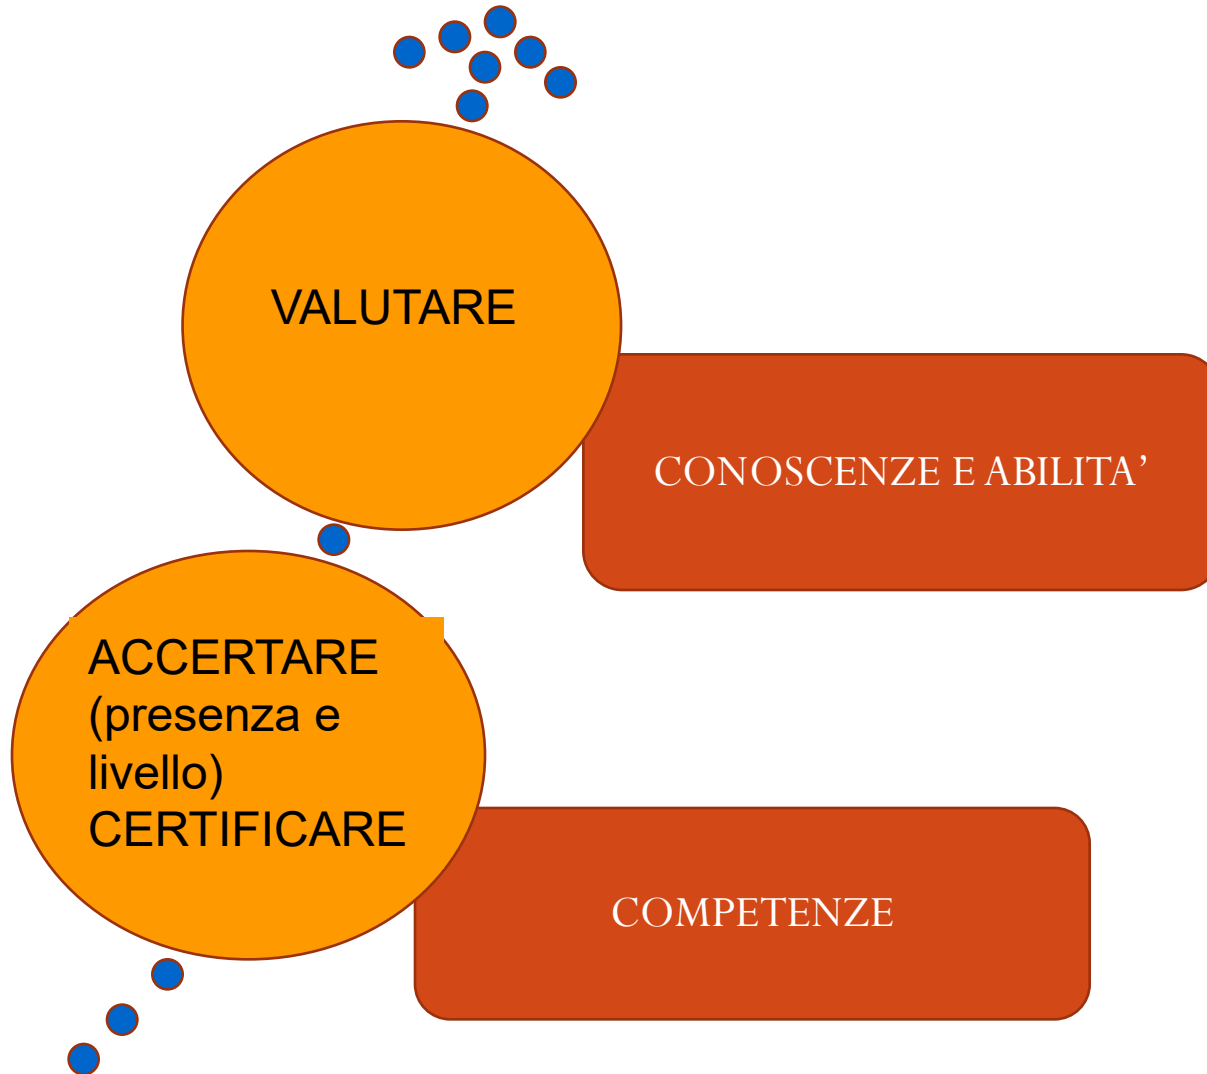 VALUTARE
CONOSCENZE E ABILITA’
ACCERTARE
(presenza e
livello)
CERTIFICARE
COMPETENZE